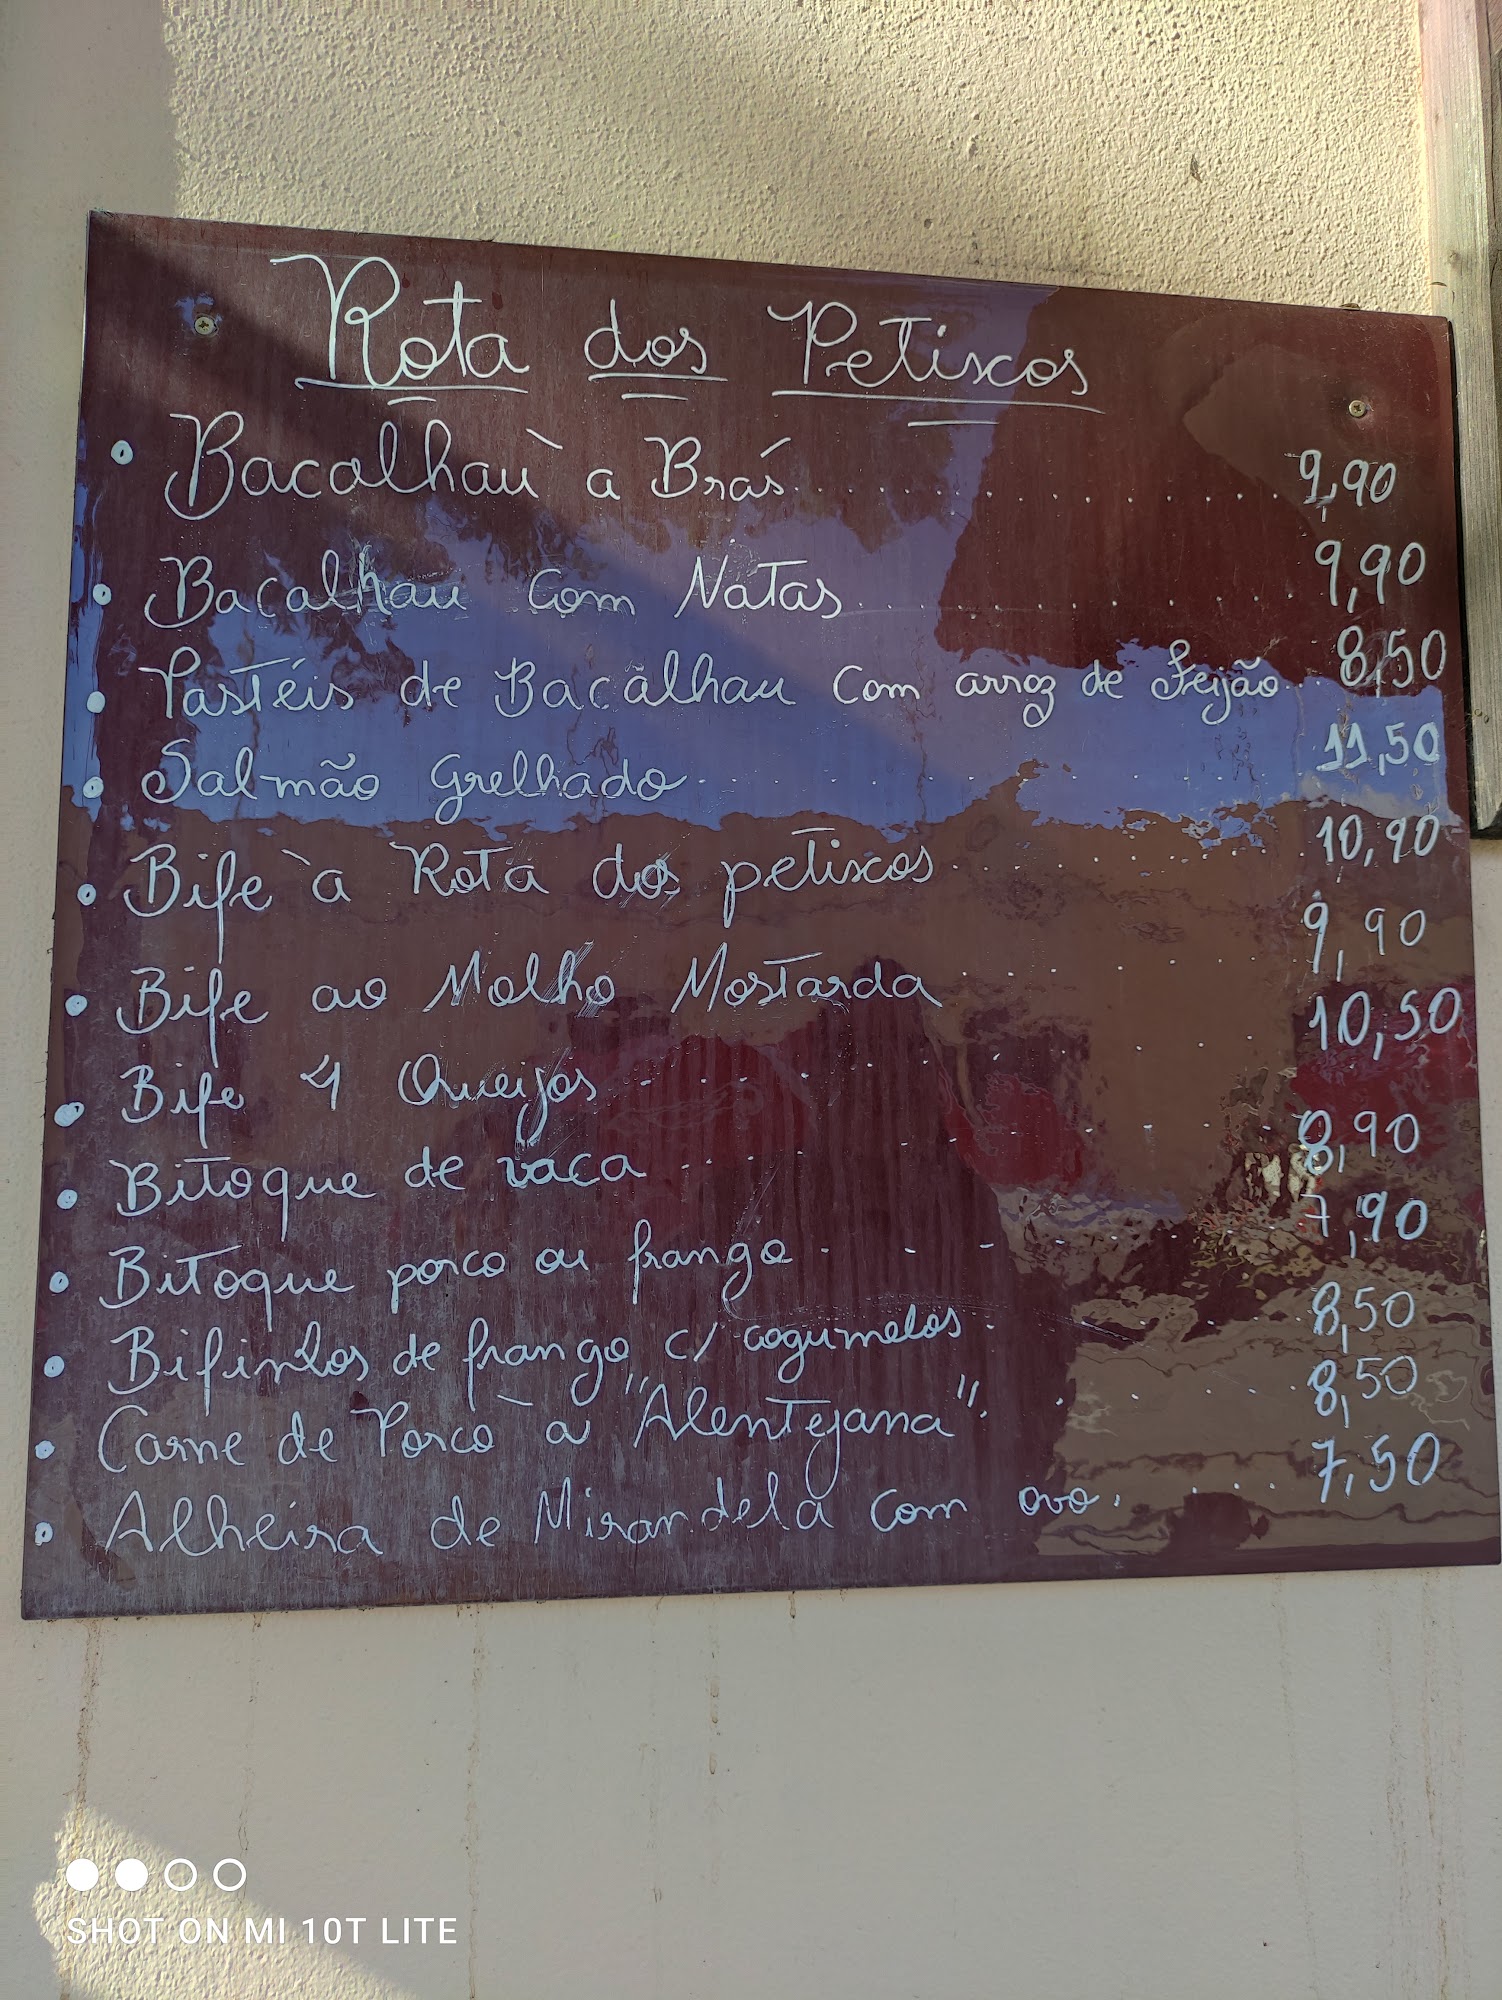 Rota dos Petiscos
• Bacalhau à Brás 9,90
• Bacalhau com Natas 9,90
• Pastéis de Bacalhau com arroz de Feijão 8,50
• Salmão Grelhado 11,50
• Bife à Rota dos petiscos 10,90
• Bife ao Molho Mostarda 9,90
• Bife 4 Queijos 10,50
• Bitoque de vaca 8,90
• Bitoque porco ou frango 7,90
• Bifinhos de frango c/ cogumelos 8,50
• Carne de Porco à "Alentejana" 8,50
• Alheira de Mirandela com ovo 7,50
SHOT ON MI 10T LITE